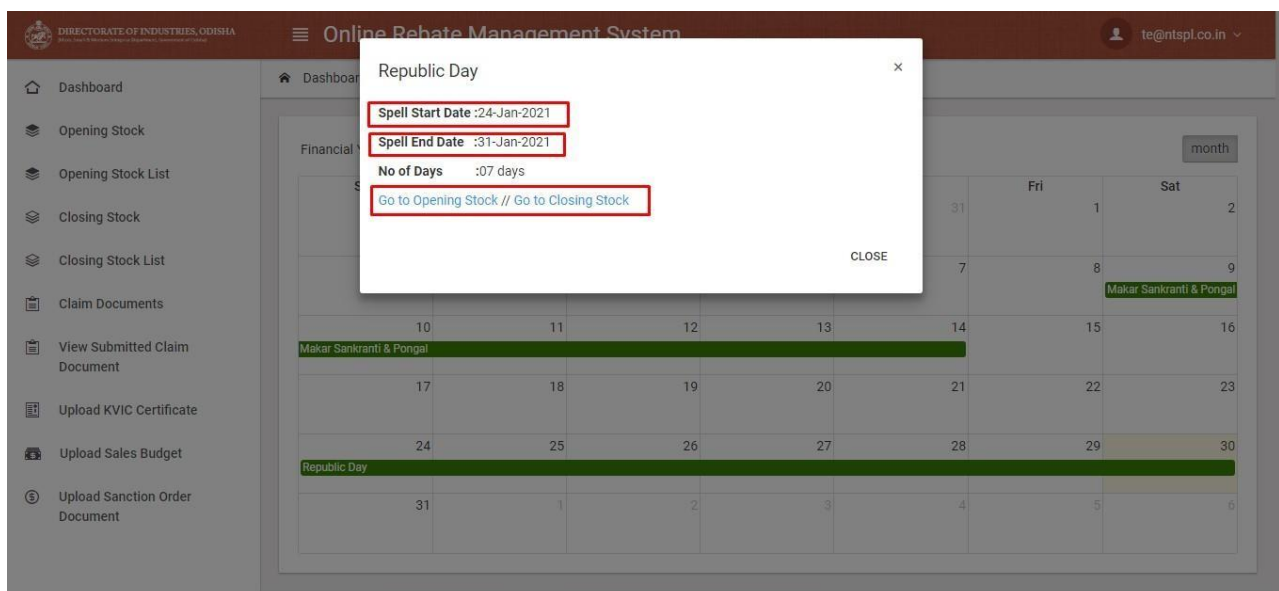 DIRECTORATE OF INDUSTRIES, ODISHA
Online Rebate Management System
te@ntspl.co.in
Dashboard
Opening Stock
Opening Stock List
Closing Stock
Closing Stock List
Claim Documents
View Submitted Claim
Document
Upload KVIC Certificate
Upload Sales Budget
Upload Sanction Order
Document
Dashboar
Republic Day
×
Spell Start Date :24-Jan-2021
Spell End Date :31-Jan-2021
No of Days :07 days
Go to Opening Stock // Go to Closing Stock
CLOSE
Financial
month
S
Fri
Sat
31
1
2
7
8
9
Makar Sankranti & Pongal
10
11
12
13
14
15
16
Makar Sankranti & Pongal
17
18
19
20
21
22
23
24
25
26
27
28
29
30
Republic Day
31
1
2
3
4
5
6